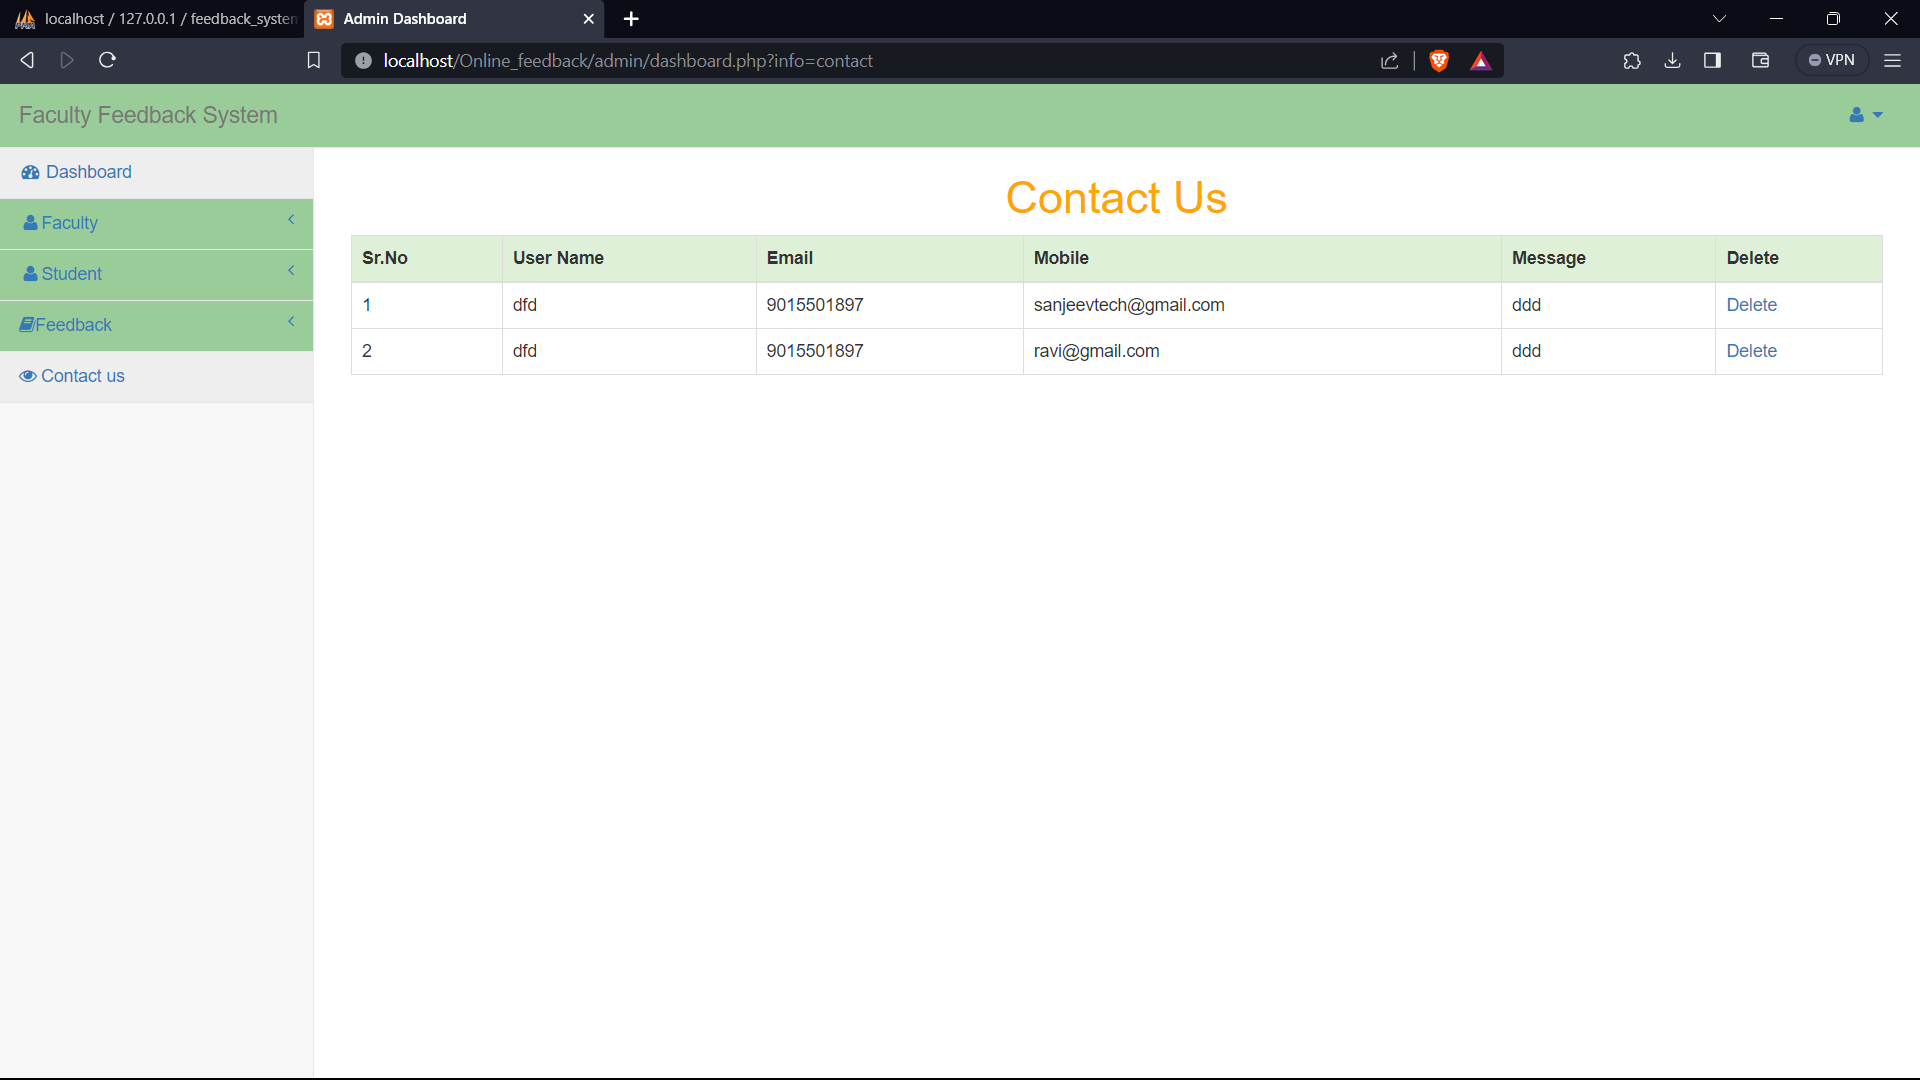 localhost / 127.0.0.1 / feedback_system
Admin Dashboard
localhost/Online_feedback/admin/dashboard.php?info=contact
VPN
Faculty Feedback System
Dashboard
Faculty
Student
Feedback
Contact us
Contact Us
Sr.No User Name Email Mobile Message Delete
1 dfd 9015501897 sanjeevtech@gmail.com ddd Delete
2 dfd 9015501897 ravi@gmail.com ddd Delete